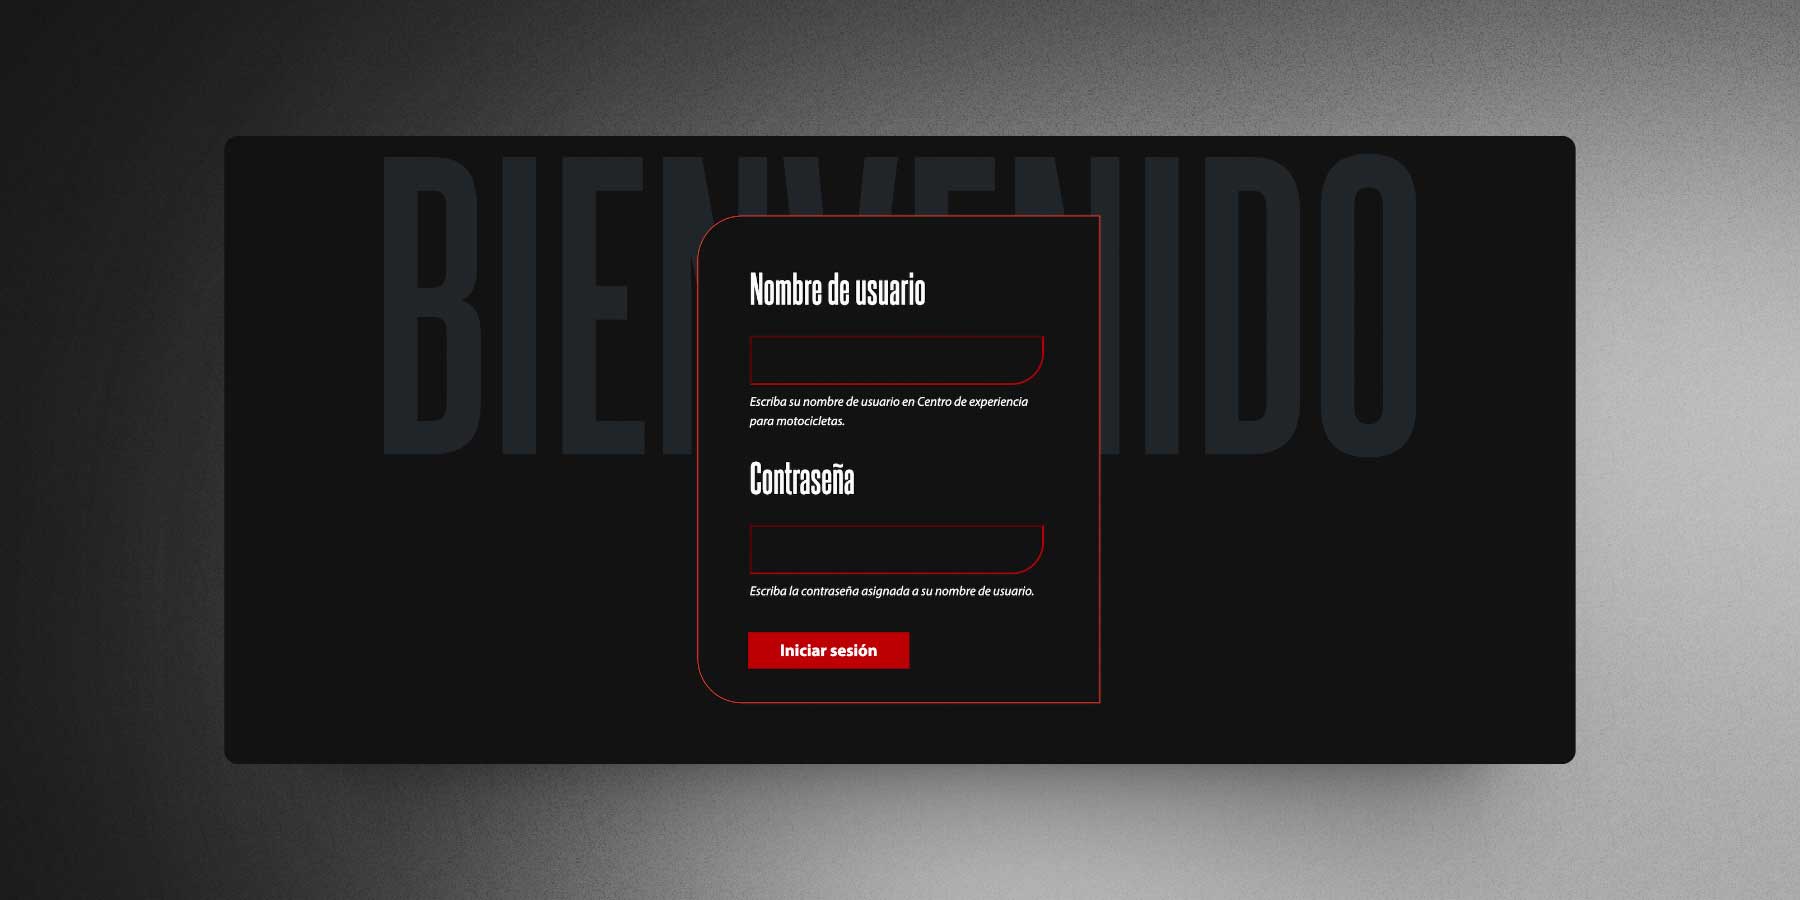 BIENVENIDO
Nombre de usuario
Escriba su nombre de usuario en Centro de experiencia
para motocicletas.
Contraseña
Escriba la contraseña asignada a su nombre de usuario.
Iniciar sesión